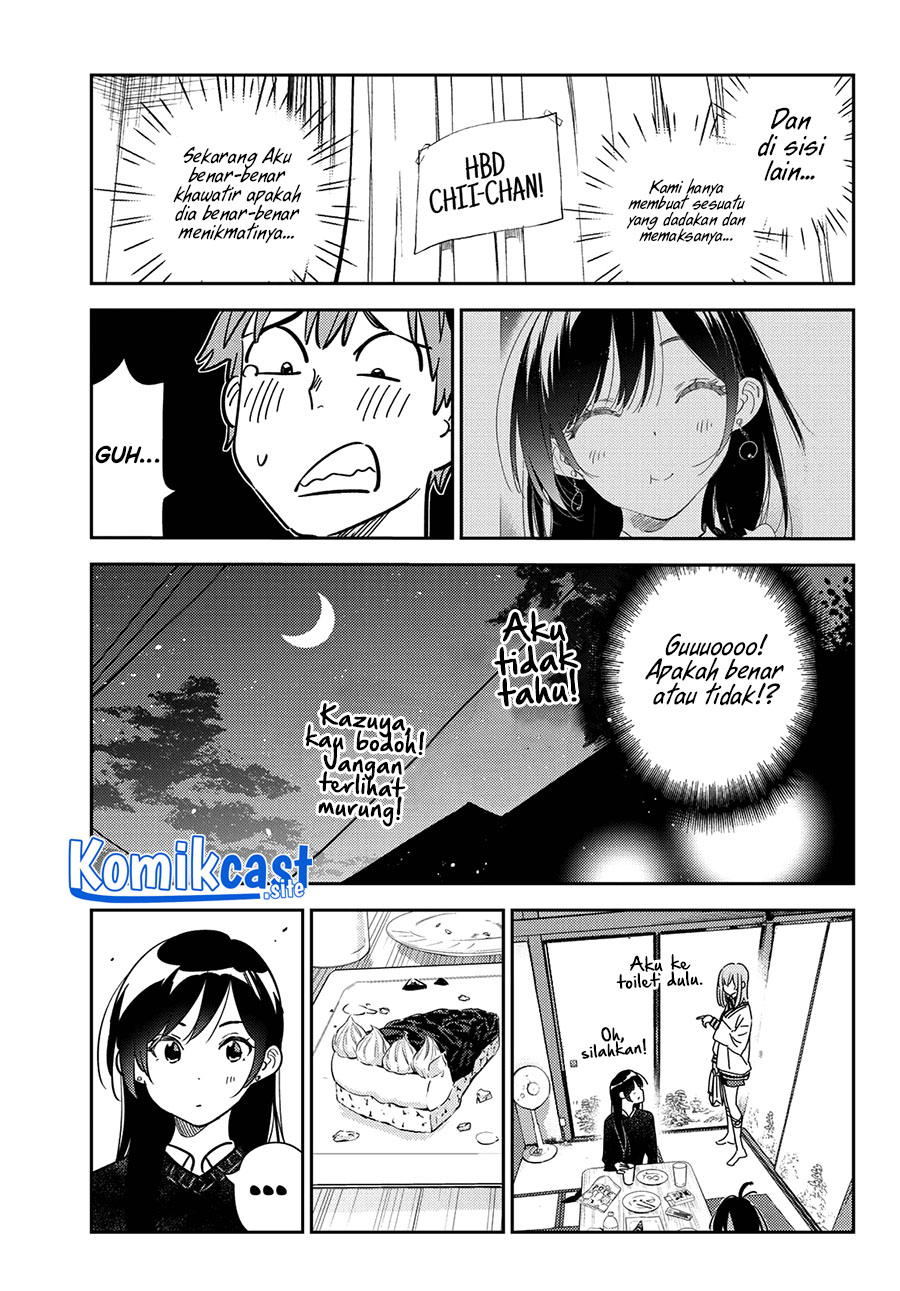 Dan
di sisi
lain...
Kami hanya
membuat sesuatu
yang dadakan dan
memaksanya...
HBD
CHII-CHAN!
Sekarang Aku
benar-benar
khawatir apakah
dia benar-benar
menikmatinya...
GUH...
Guuuoooo!
Apakah benar
atau tidak!?
Aku
tidak
tahu!
Kazuya,
kau bodoh!
Jangan
terlihat
murung!
Komikcast
.site
Aku ke
toilet dulu.
Oh,
silahkan!
...